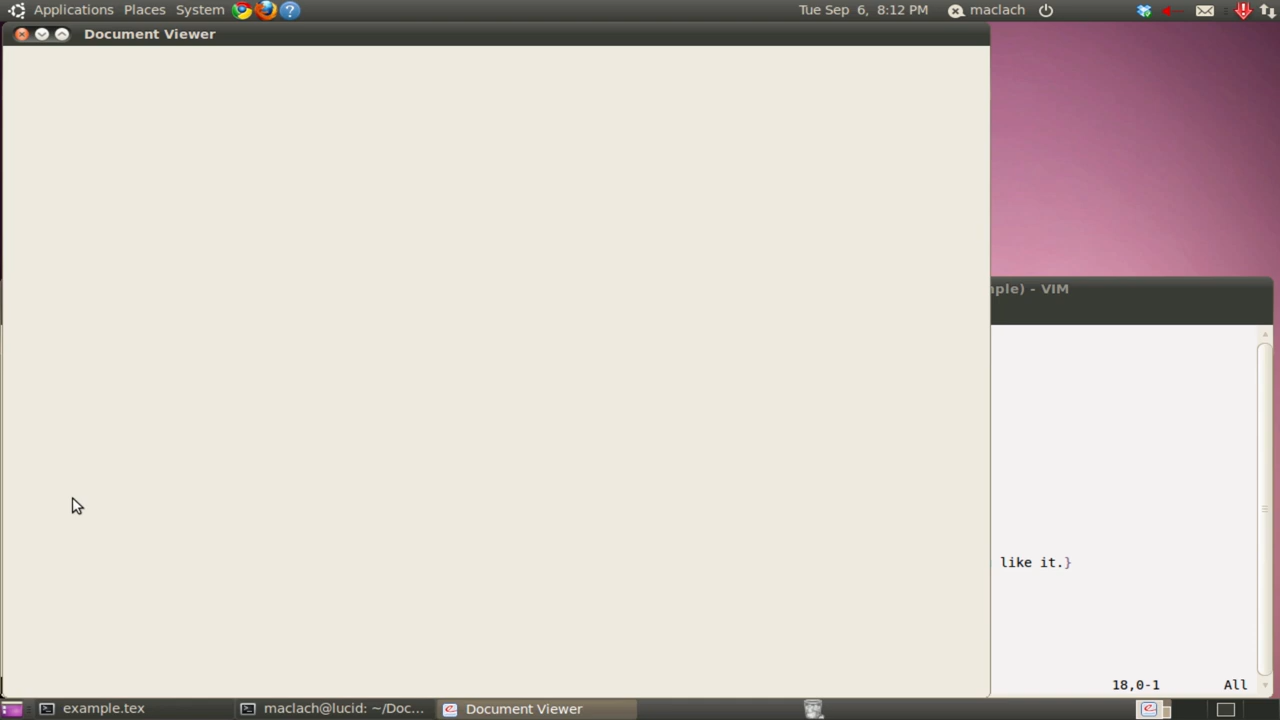 Applications Places System
Tue Sep 6, 8:12 PM
maclach
Document Viewer
- VIM
like it.}
18,0-1 All
example.tex
maclach@lucid: ~/Doc...
Document Viewer